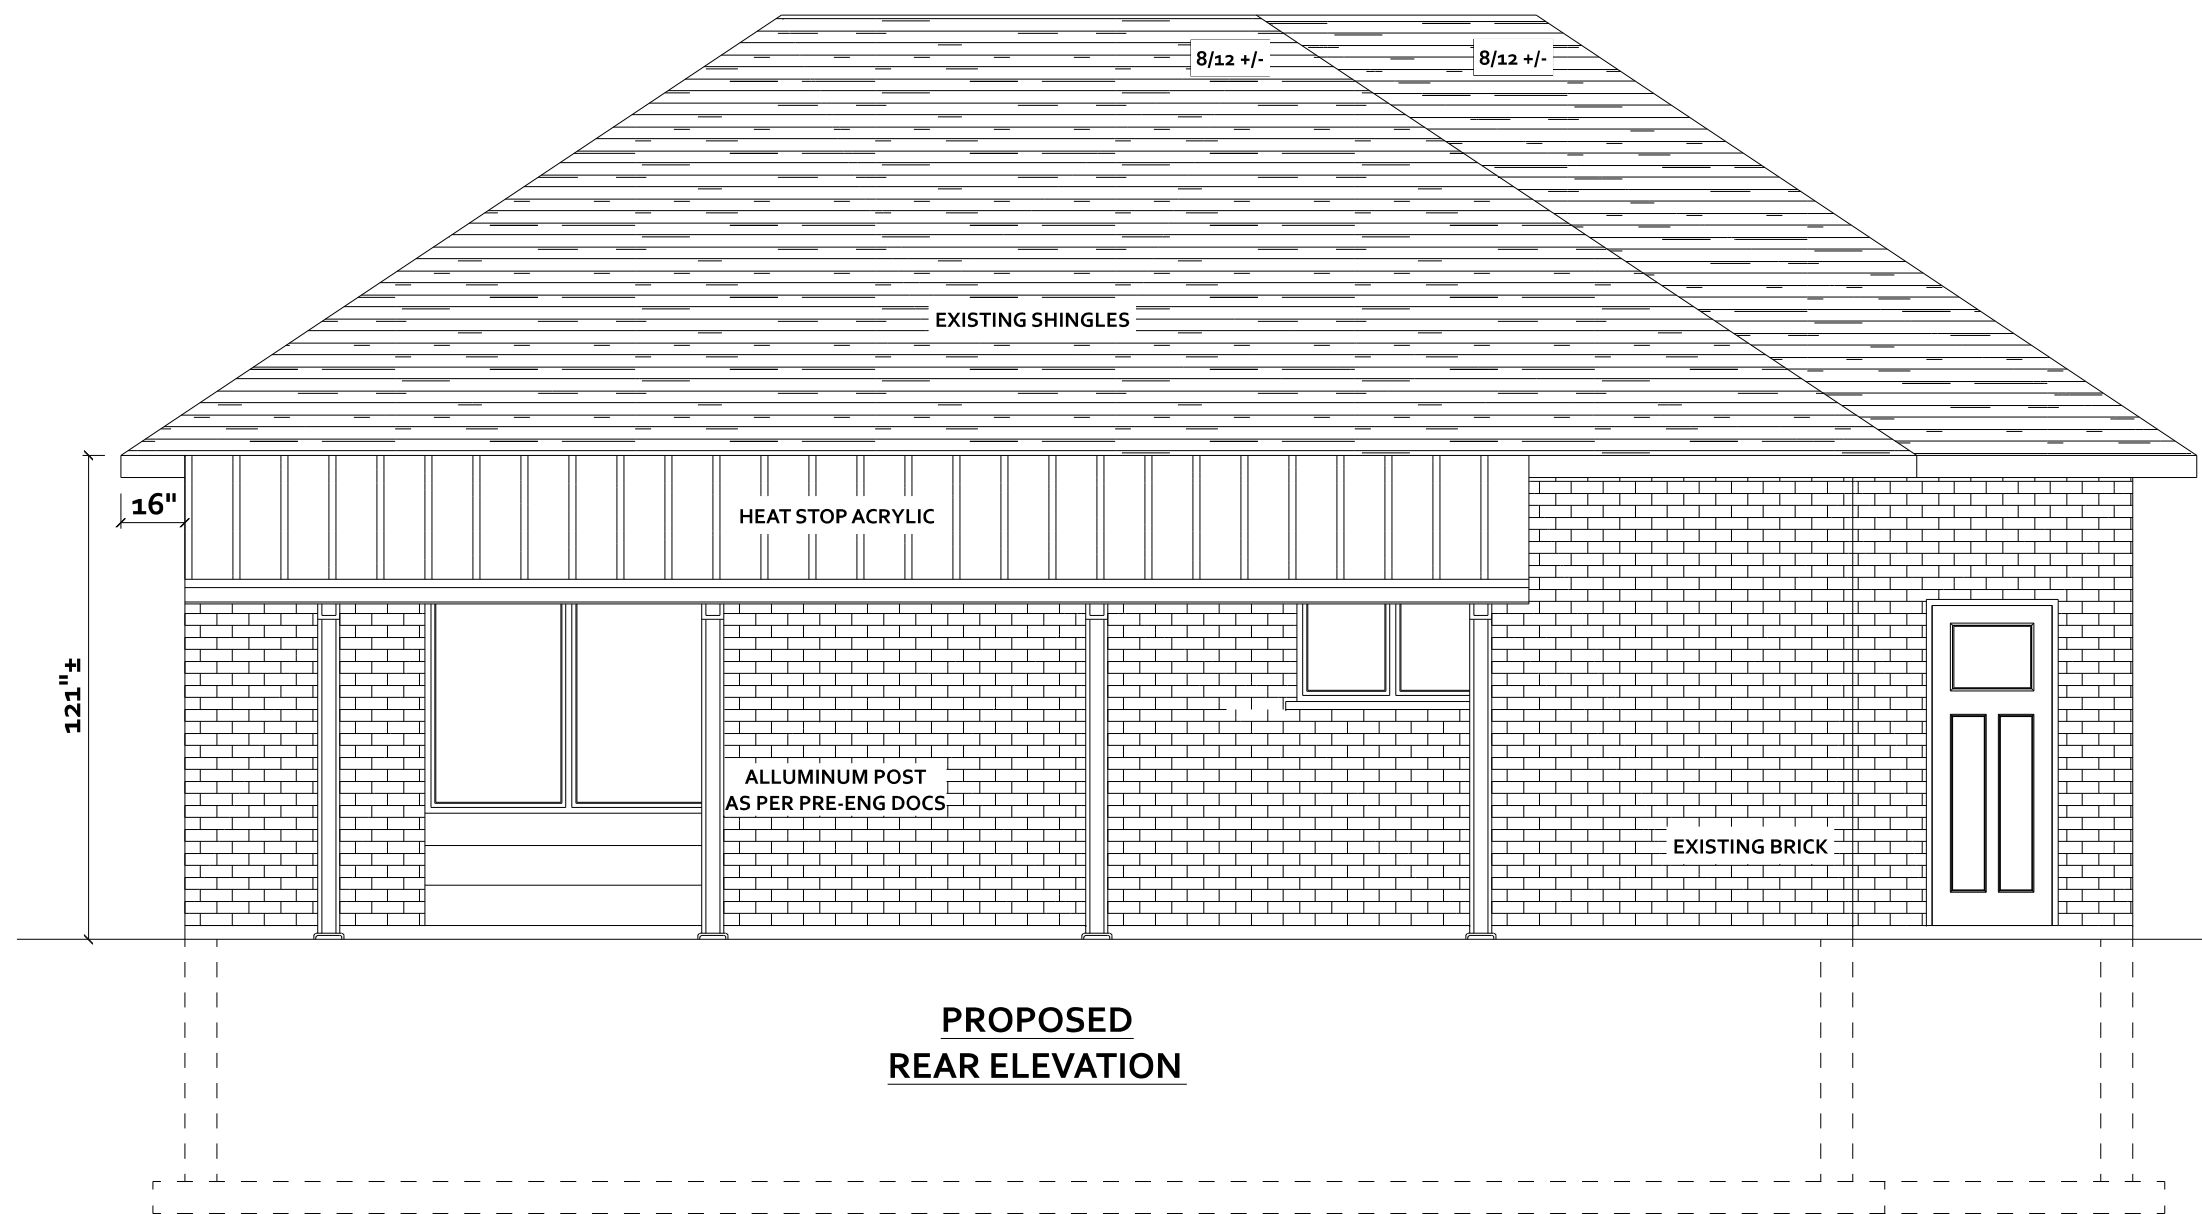 8/12 +/-
8/12 +/-
EXISTING SHINGLES
16"
HEAT STOP ACRYLIC
121"±
ALLUMINUM POST
AS PER PRE-ENG DOCS
EXISTING BRICK
PROPOSED
REAR ELEVATION